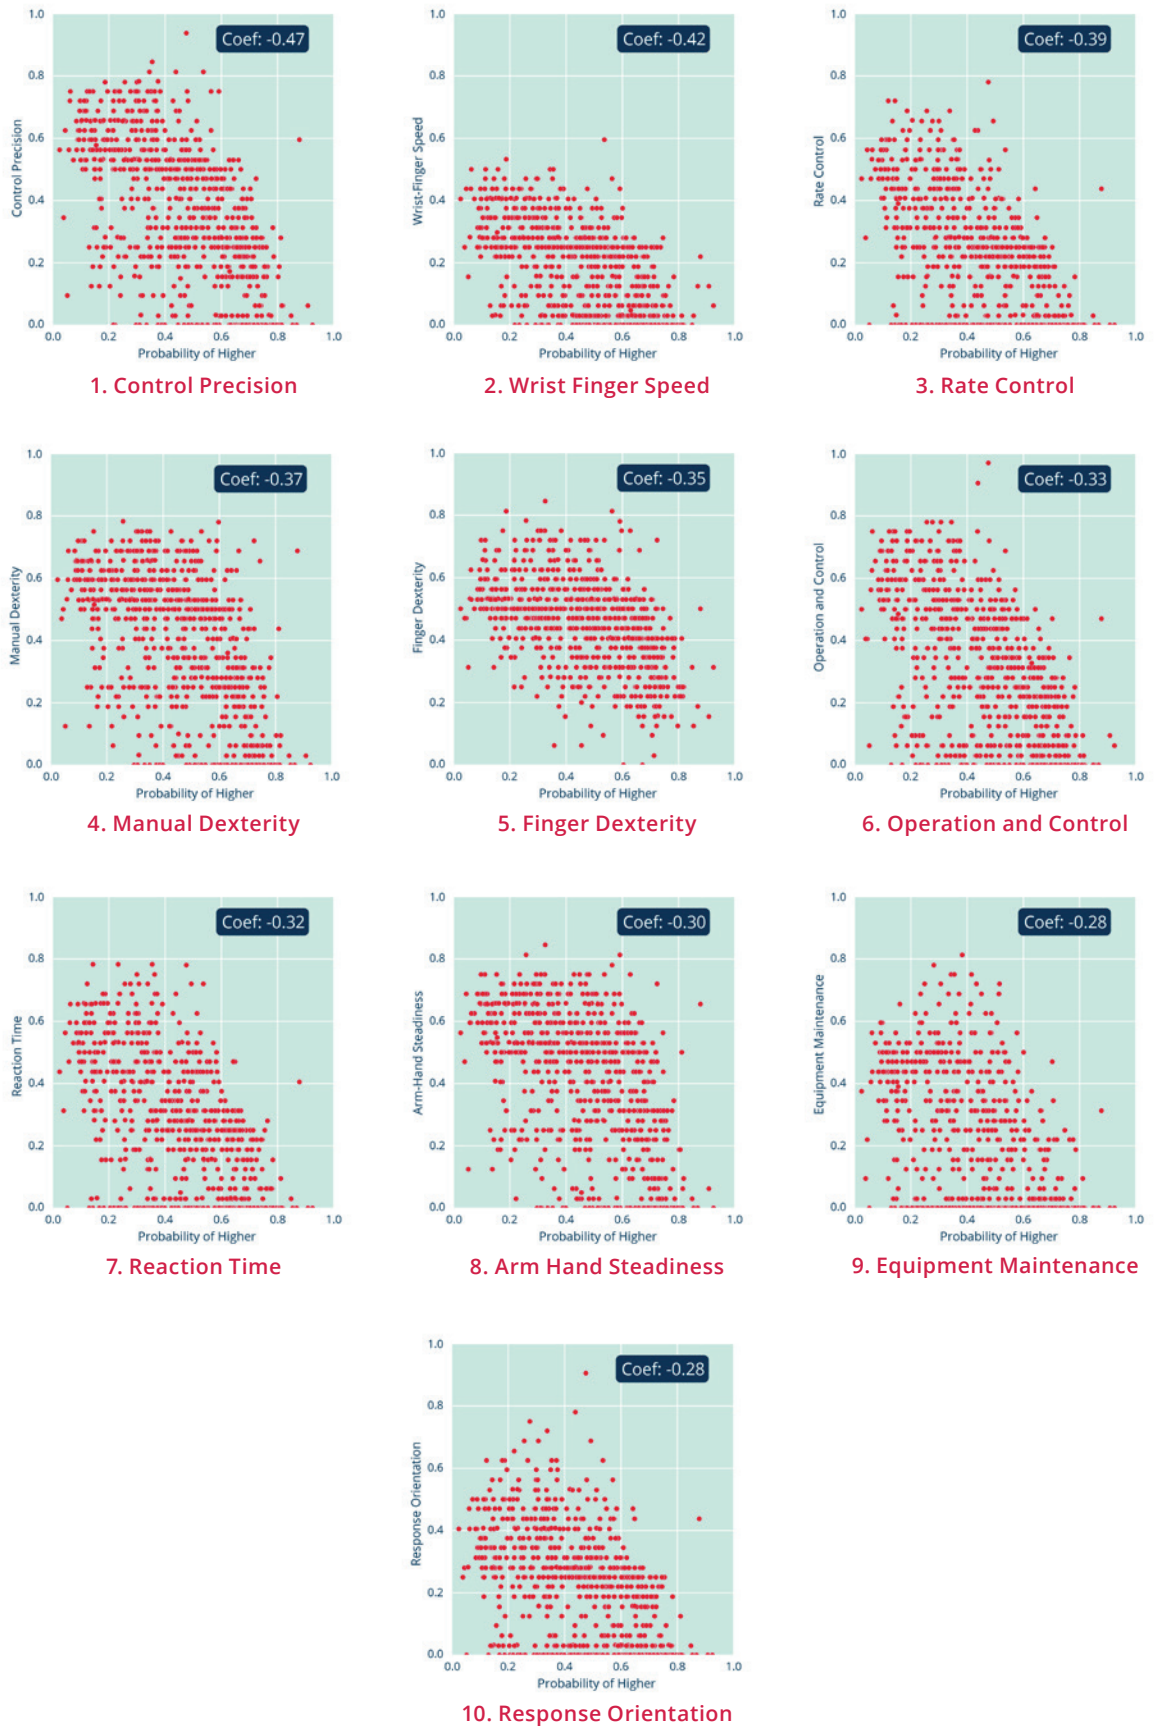 1.0
Coef: -0.47
0.8
0.6
0.4
0.2
0.0
Control Precision
0.0 0.2 0.4 0.6 0.8 1.0
Probability of Higher
1. Control Precision
1.0
Coef: -0.42
0.8
0.6
0.4
0.2
0.0
Wrist-Finger Speed
0.0 0.2 0.4 0.6 0.8 1.0
Probability of Higher
2. Wrist Finger Speed
1.0
Coef: -0.39
0.8
0.6
0.4
0.2
0.0
Rate Control
0.0 0.2 0.4 0.6 0.8 1.0
Probability of Higher
3. Rate Control
1.0
Coef: -0.37
0.8
0.6
0.4
0.2
0.0
Manual Dexterity
0.0 0.2 0.4 0.6 0.8 1.0
Probability of Higher
4. Manual Dexterity
1.0
Coef: -0.35
0.8
0.6
0.4
0.2
0.0
Finger Dexterity
0.0 0.2 0.4 0.6 0.8 1.0
Probability of Higher
5. Finger Dexterity
1.0
Coef: -0.33
0.8
0.6
0.4
0.2
0.0
Operation and Control
0.0 0.2 0.4 0.6 0.8 1.0
Probability of Higher
6. Operation and Control
1.0
Coef: -0.32
0.8
0.6
0.4
0.2
0.0
Reaction Time
0.0 0.2 0.4 0.6 0.8 1.0
Probability of Higher
7. Reaction Time
1.0
Coef: -0.30
0.8
0.6
0.4
0.2
0.0
Arm-Hand Steadiness
0.0 0.2 0.4 0.6 0.8 1.0
Probability of Higher
8. Arm Hand Steadiness
1.0
Coef: -0.28
0.8
0.6
0.4
0.2
0.0
Equipment Maintenance
0.0 0.2 0.4 0.6 0.8 1.0
Probability of Higher
9. Equipment Maintenance
1.0
Coef: -0.28
0.8
0.6
0.4
0.2
0.0
Response Orientation
0.0 0.2 0.4 0.6 0.8 1.0
Probability of Higher
10. Response Orientation